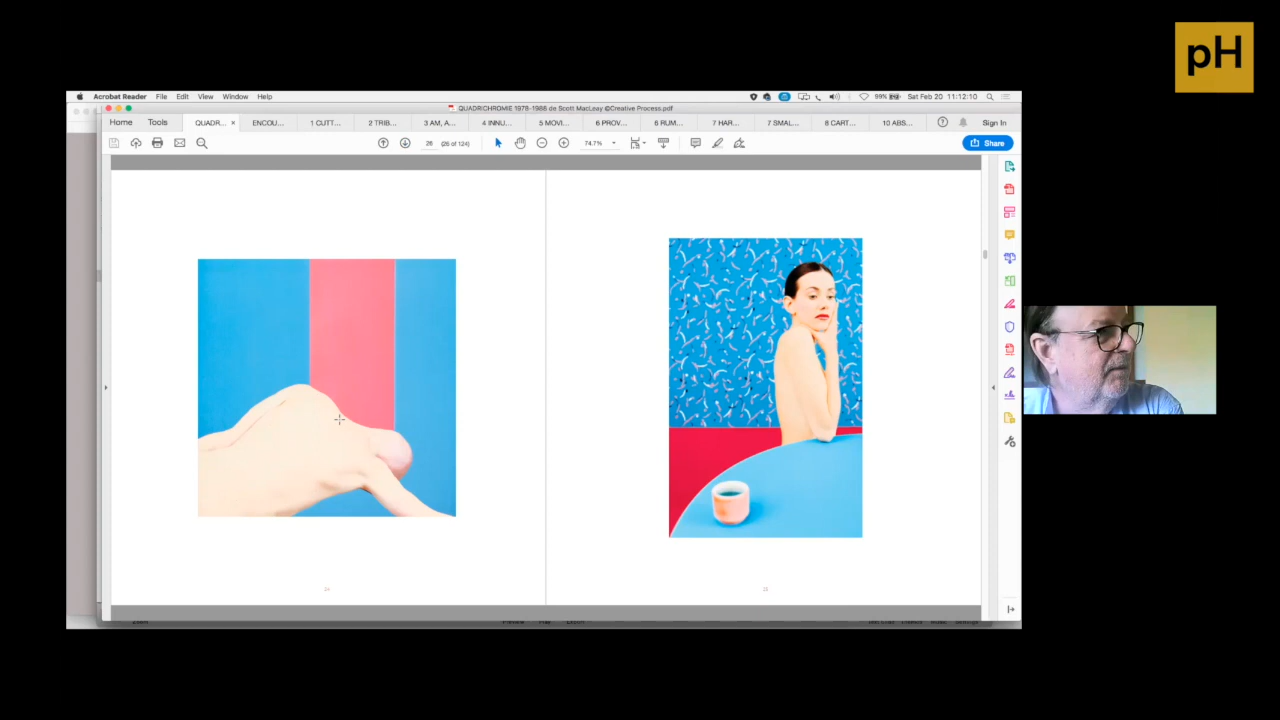 pH
Acrobat Reader File Edit View Window Help 99% Sat Feb 20 11:12:10
QUADRICHROMIE 1978-1988 de Scott MacLeay ©Creative Process.pdf
Home Tools QUADR... × ENCOU... 1 CUTT... 2 TRIB... 3 AM, A... 4 INNU... 5 MOVI... 6 PROV... 6 RUM... 7 HAR... 7 SMAL... 8 CART... 10 ABS... Sign In
26 (26 of 124) 74.7% Share
24